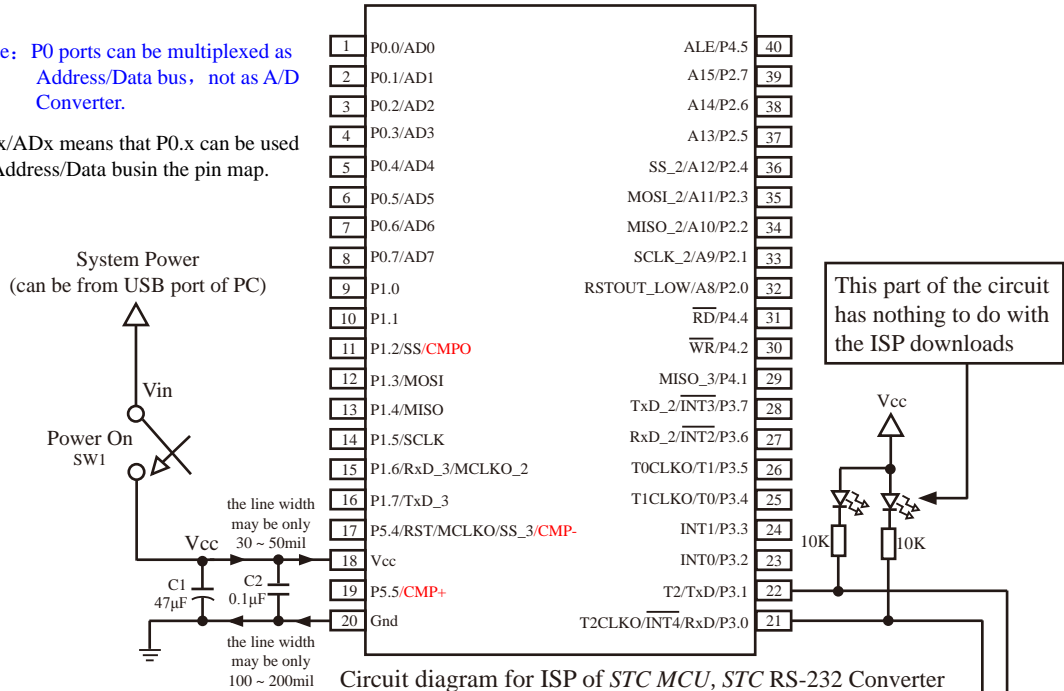 e：P0 ports can be multiplexed as
Address/Data bus，not as A/D
Converter.
x/ADx means that P0.x can be used
Address/Data busin the pin map.
System Power
(can be from USB port of PC)
Vin
Power On
SW1
the line width
may be only
30 ~ 50mil
Vcc
C1
47μF
C2
0.1μF
the line width
may be only
100 ~ 200mil
1 P0.0/AD0
2 P0.1/AD1
3 P0.2/AD2
4 P0.3/AD3
5 P0.4/AD4
6 P0.5/AD5
7 P0.6/AD6
8 P0.7/AD7
9 P1.0
10 P1.1
11 P1.2/SS/CMPO
12 P1.3/MOSI
13 P1.4/MISO
14 P1.5/SCLK
15 P1.6/RxD_3/MCLKO_2
16 P1.7/TxD_3
17 P5.4/RST/MCLKO/SS_3/CMP-
18 Vcc
19 P5.5/CMP+
20 Gnd
ALE/P4.5 40
A15/P2.7 39
A14/P2.6 38
A13/P2.5 37
SS_2/A12/P2.4 36
MOSI_2/A11/P2.3 35
MISO_2/A10/P2.2 34
SCLK_2/A9/P2.1 33
RSTOUT_LOW/A8/P2.0 32
RD/P4.4 31
WR/P4.2 30
MISO_3/P4.1 29
TxD_2/INT3/P3.7 28
RxD_2/INT2/P3.6 27
T0CLKO/T1/P3.5 26
T1CLKO/T0/P3.4 25
INT1/P3.3 24
INT0/P3.2 23
T2/TxD/P3.1 22
T2CLKO/INT4/RxD/P3.0 21
This part of the circuit
has nothing to do with
the ISP downloads
Vcc
10K
10K
Circuit diagram for ISP of STC MCU, STC RS-232 Converter